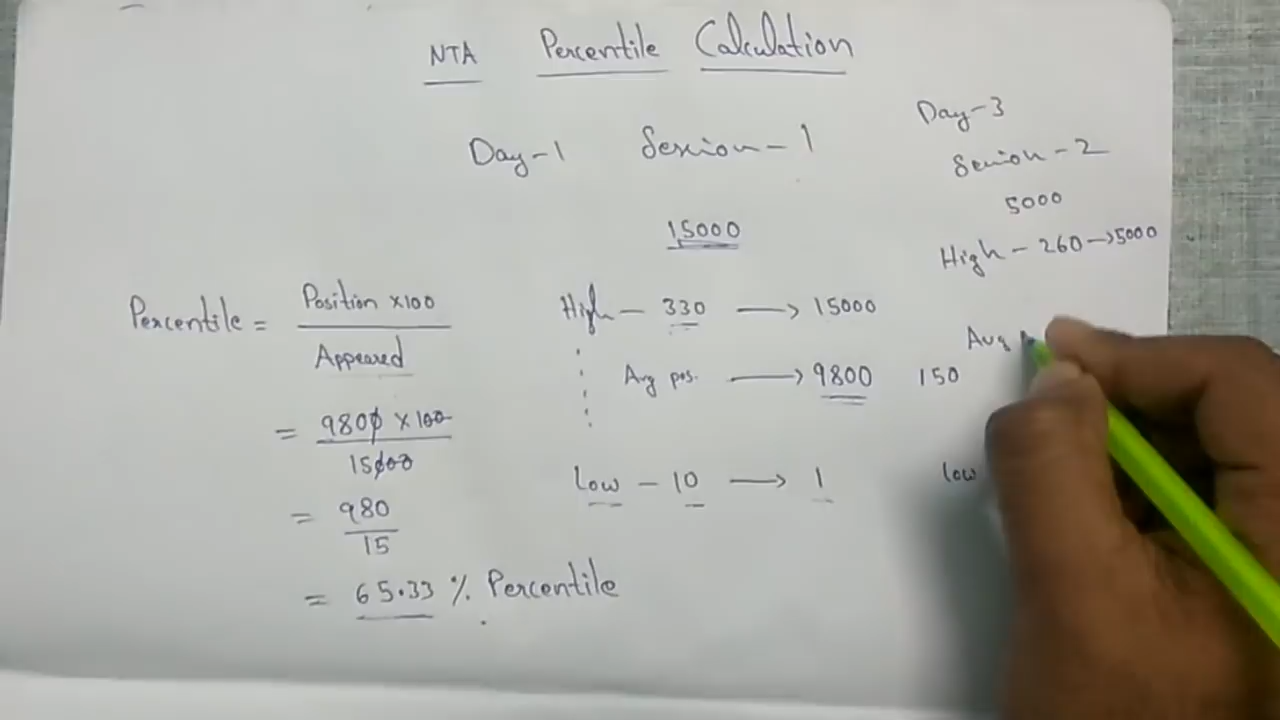 NTA Percentile Calculation
Day-1 Session-1
15000
Percentile = Position x100
Appeared
= 9800 x 100
15000
= 980
15
= 65.33 % Percentile
High - 330 → 15000
Avg pos. → 9800 150
Low - 10 → 1
Day-3
Session-2
5000
High - 260→5000
Avg
low